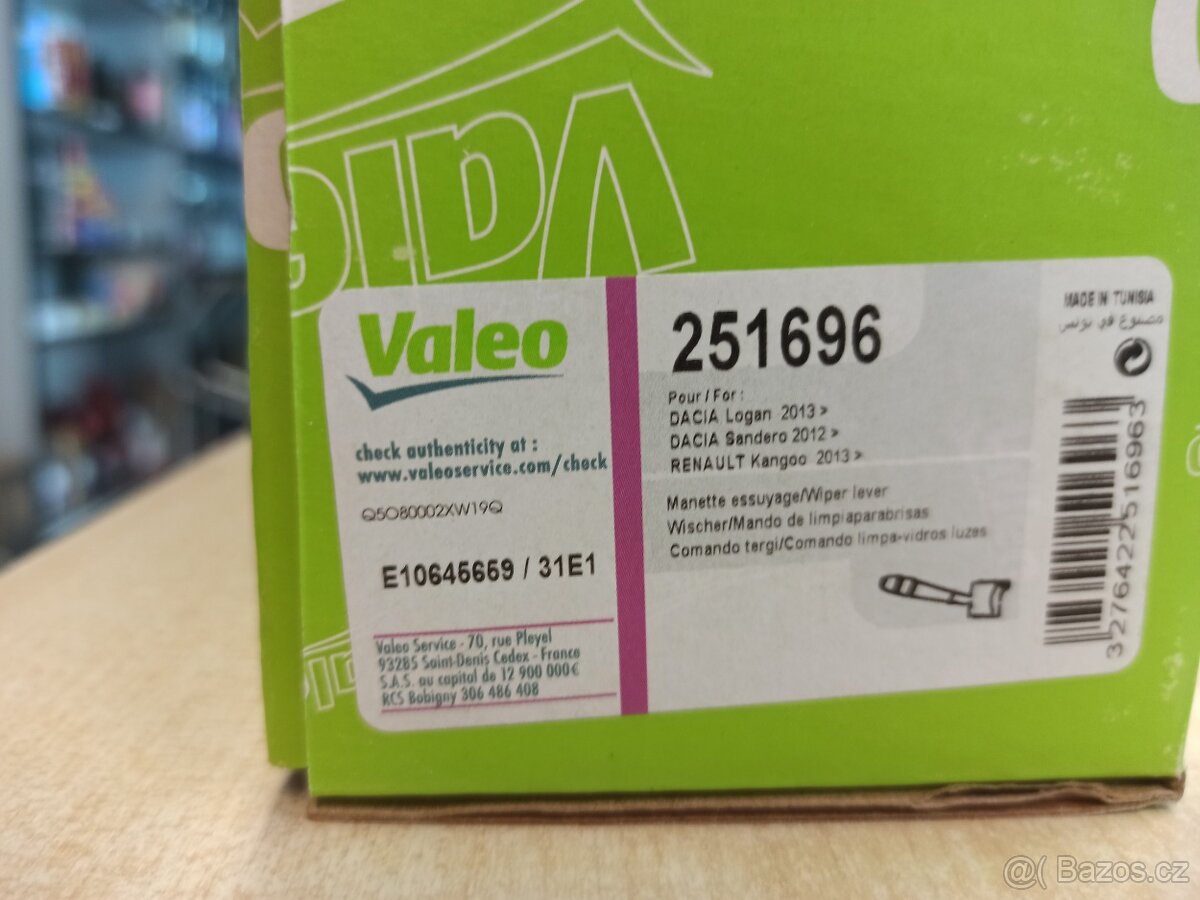 Valeo
check authenticity at :
www.valeoservice.com/check
Q5O80002XW19Q
E10645659 / 31E1
Valeo Service - 70, rue Pleyel
93285 Saint-Denis Cedex - France
S.A.S. au capital de 12 900 000€
RCS Bobigny 306 486 408
251696
Pour / For :
DACIA Logan 2013 >
DACIA Sandero 2012 >
RENAULT Kangoo 2013 >
Manette essuyage/Wiper lever
Wischer/Mando de limpiaparabrisas
Comando tergi/Comando limpa-vidros luzes
MADE IN TUNISIA
مصنوع في تونس
3276422516963
@( Bazos.cz